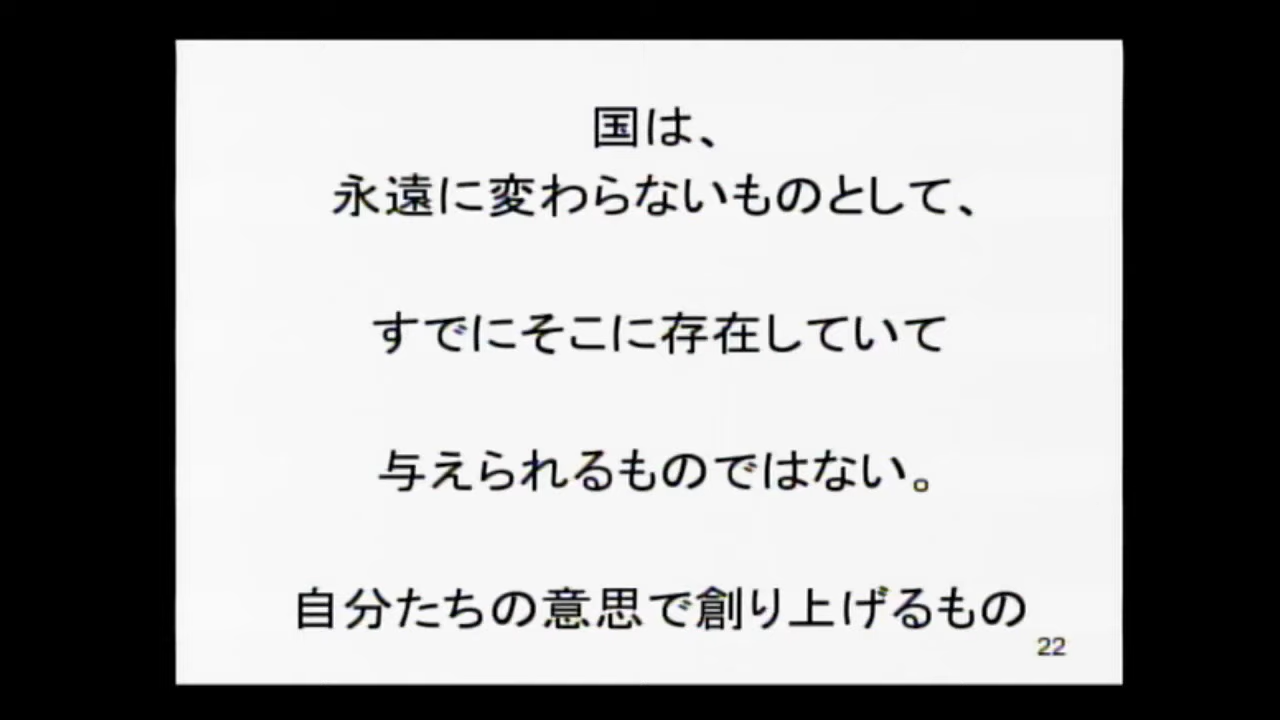 国は、
永遠に変わらないものとして、
すでにそこに存在していて
与えられるものではない。
自分たちの意思で創り上げるもの
22